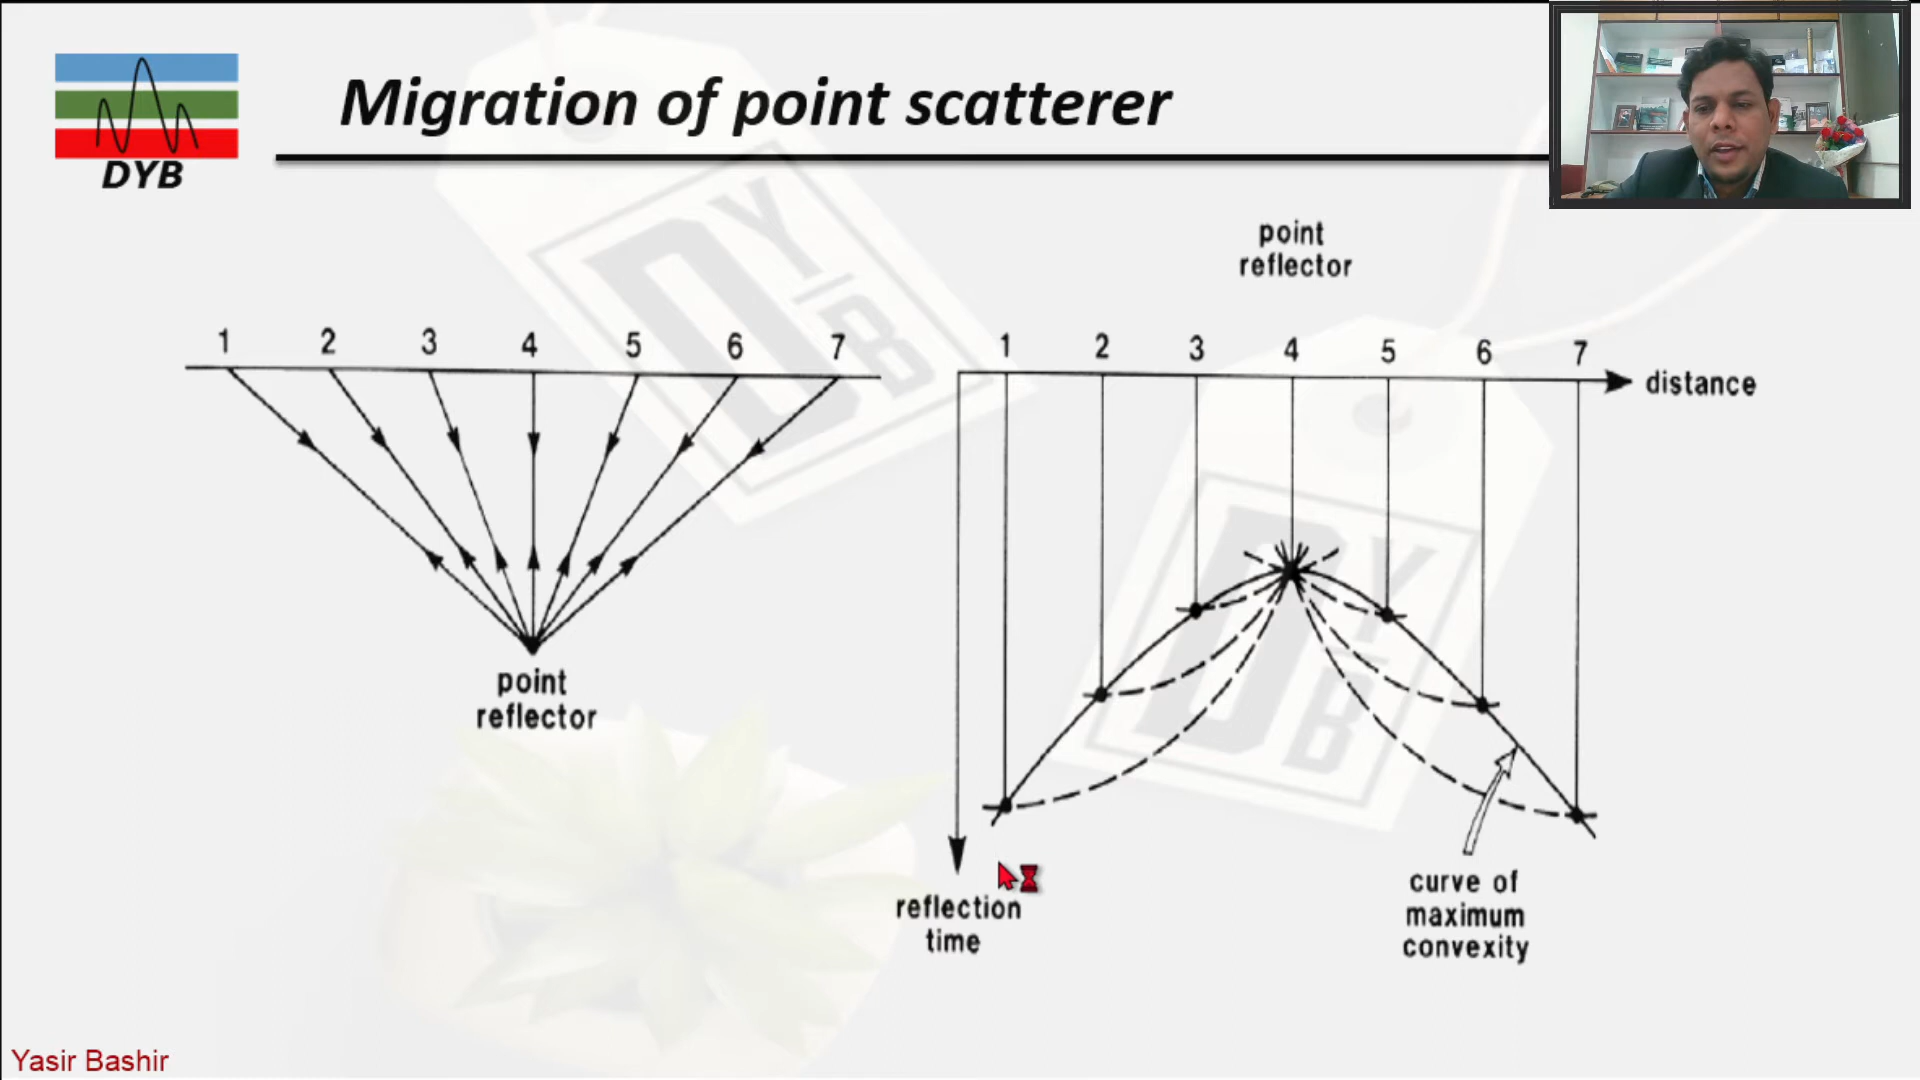 DYB
Migration of point scatterer
1 2 3 4 5 6 7
point
reflector
point
reflector
1 2 3 4 5 6 7
distance
reflection
time
curve of
maximum
convexity
Yasir Bashir